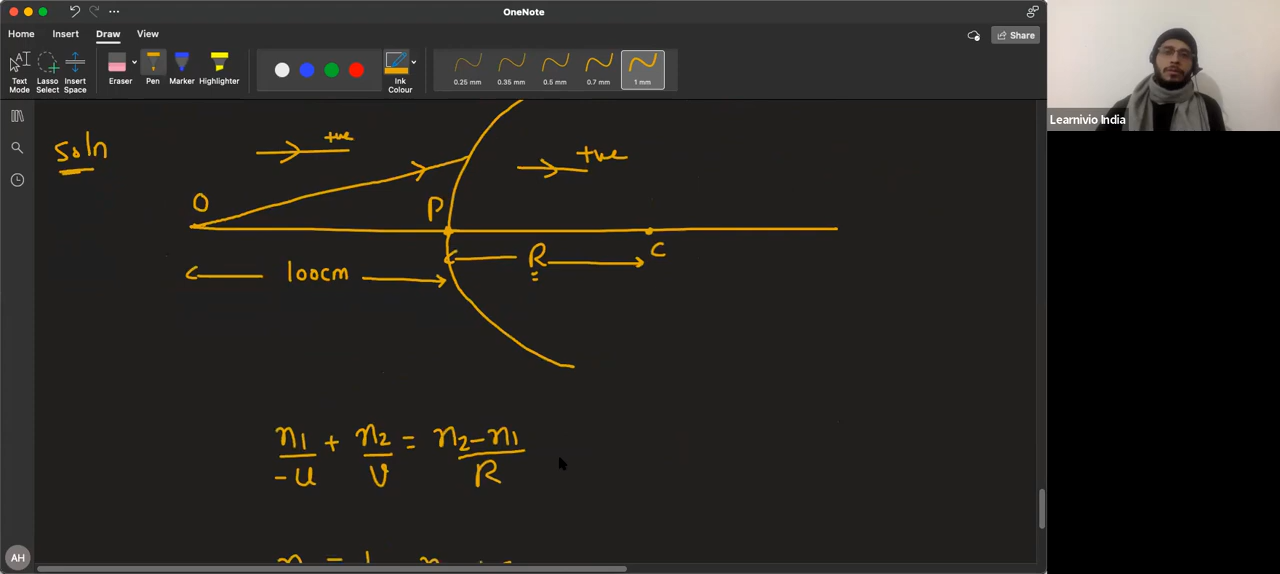 OneNote
Home Insert Draw View
Share
Text Mode
Lasso Select
Insert Space
Eraser
Pen
Marker
Highlighter
Ink Colour
0.25 mm
0.35 mm
0.5 mm
0.7 mm
1 mm
Learnivio India
Soln
+ve
+ve
O
P
C
R
100cm
n1/-u + n2/v = n2-n1/R
AH